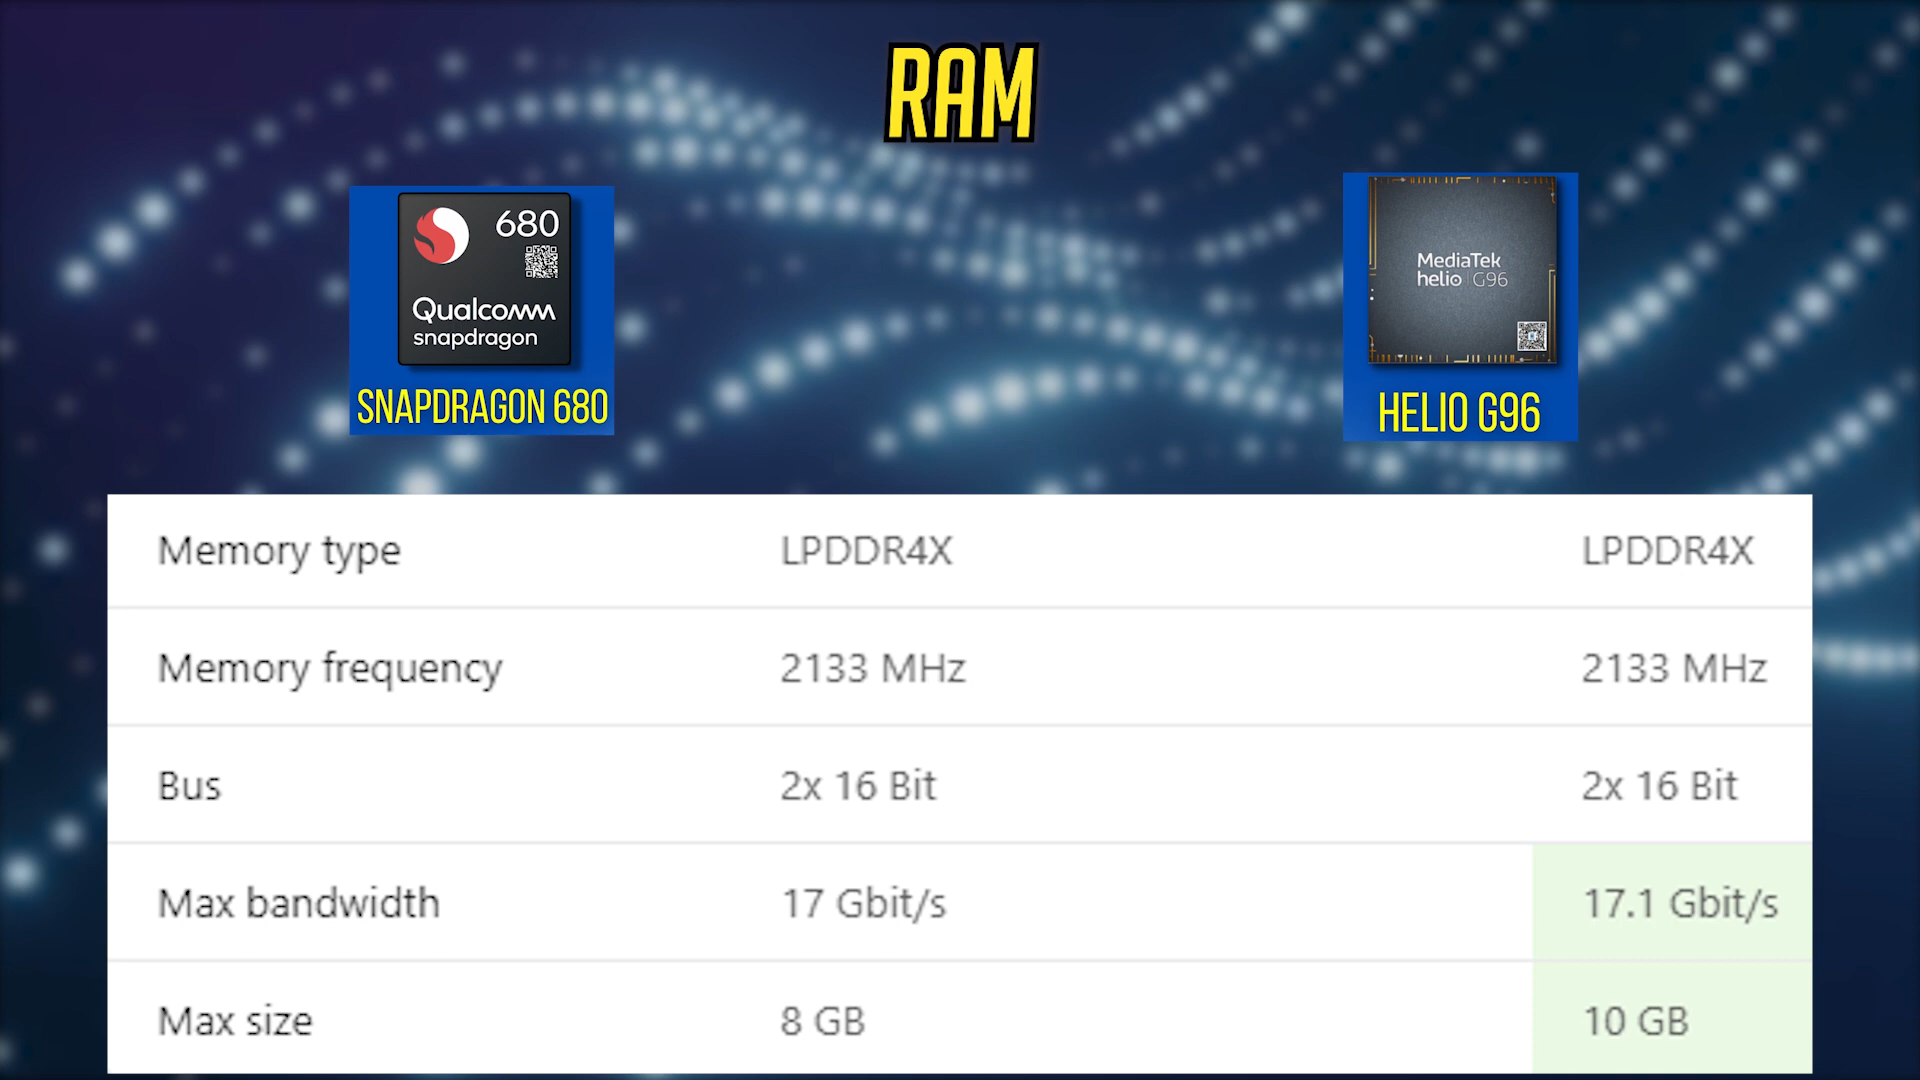 RAM
680
Qualcomm
snapdragon
SNAPDRAGON 680
MediaTek
helio G96
HELIO G96
Memory type LPDDR4X LPDDR4X
Memory frequency 2133 MHz 2133 MHz
Bus 2x 16 Bit 2x 16 Bit
Max bandwidth 17 Gbit/s 17.1 Gbit/s
Max size 8 GB 10 GB